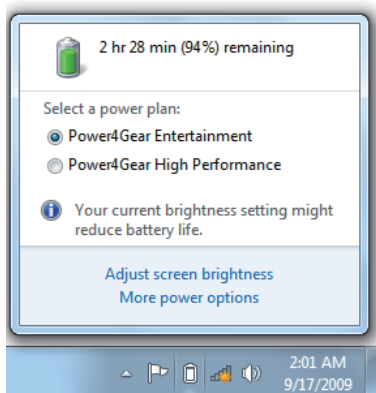 2 hr 28 min (94%) remaining
Select a power plan:
Power4Gear Entertainment
Power4Gear High Performance
Your current brightness setting might
reduce battery life.
Adjust screen brightness
More power options
2:01 AM
9/17/2009